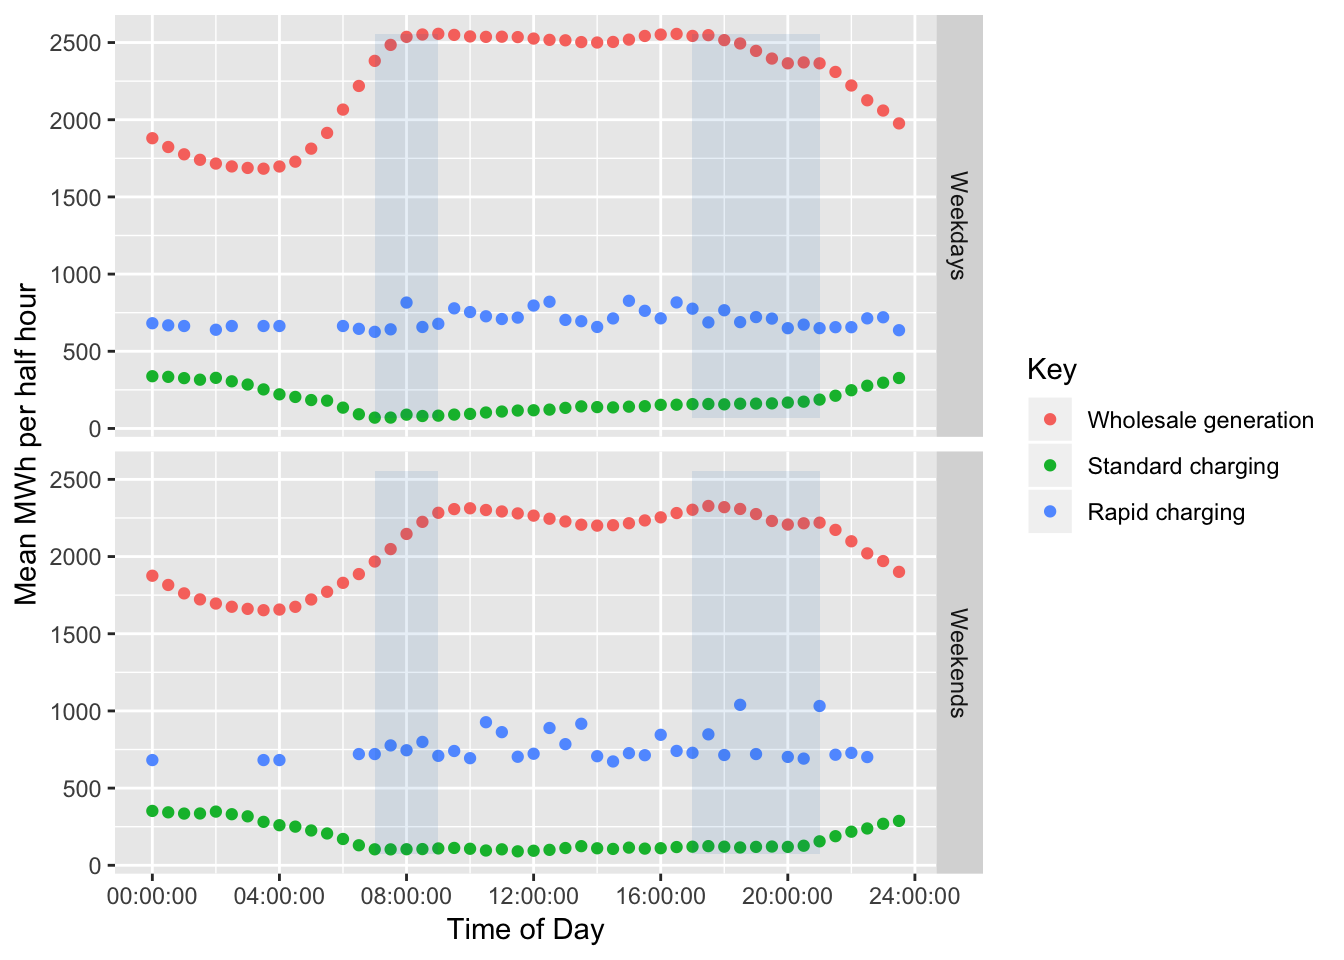 Mean MWh per half hour
2500
2000
1500
1000
500
0
Weekdays
2500
2000
1500
1000
500
0
Weekends
00:00:00 04:00:00 08:00:00 12:00:00 16:00:00 20:00:00 24:00:00
Time of Day
Key
Wholesale generation
Standard charging
Rapid charging